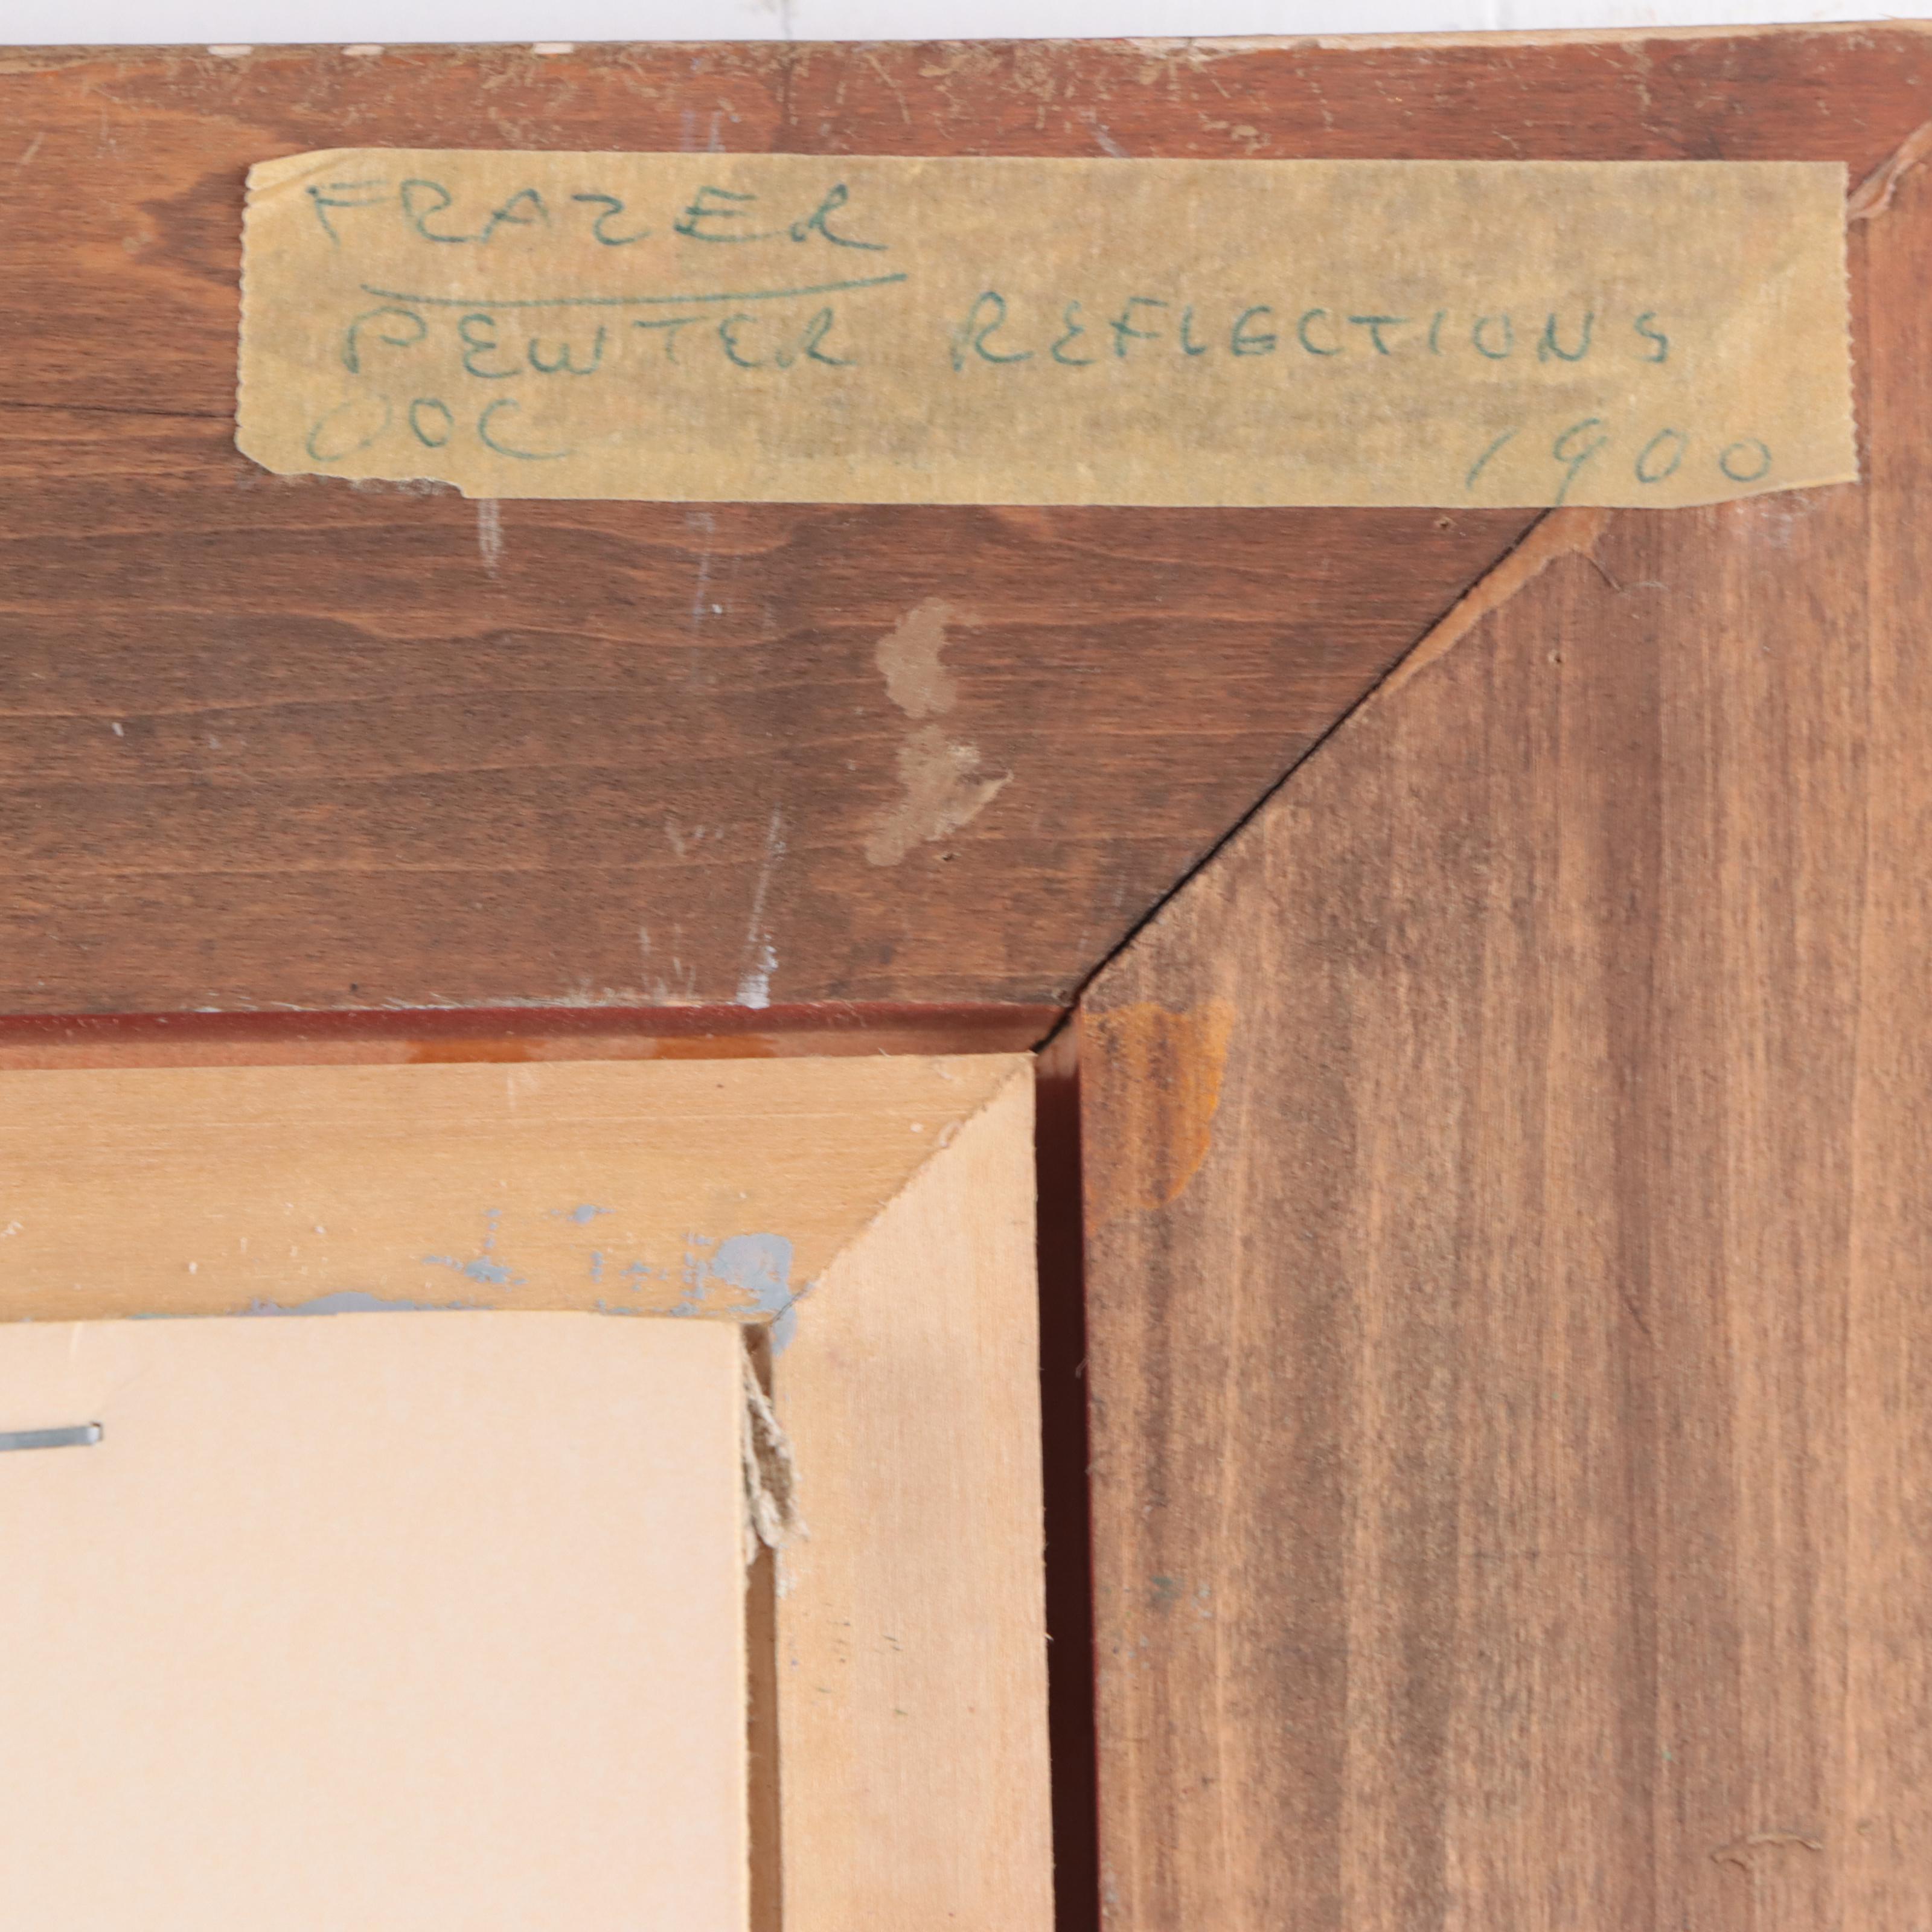 FRAZER
PEWTER REFLECTIONS
OOC 1900